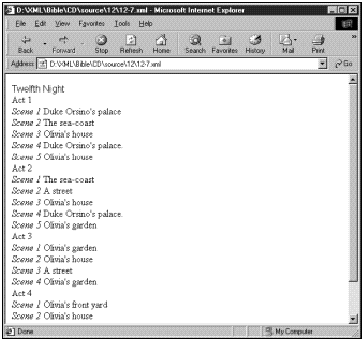 D:\XML\Bible\CD\source\12\12-7.xml - Microsoft Internet Explorer
File Edit View Favorites Tools Help
Back Forward Stop Refresh Home Search Favorites History Mail Print »
Address D:\XML\Bible\CD\source\12\12-7.xml Go
Twelfth Night
Act 1
Scene 1 Duke Orsino's palace.
Scene 2 The sea-coast
Scene 3 Olivia's house
Scene 4 Duke Orsino's palace.
Scene 5 Olivia's house
Act 2
Scene 1 The sea-coast
Scene 2 A street
Scene 3 Olivia's house
Scene 4 Duke Orsino's palace.
Scene 5 Olivia's garden
Act 3
Scene 1 Olivia's garden.
Scene 2 Olivia's house
Scene 3 A street
Scene 4 Olivia's garden.
Act 4
Scene 1 Olivia's front yard
Scene 2 Olivia's house
Done My Computer